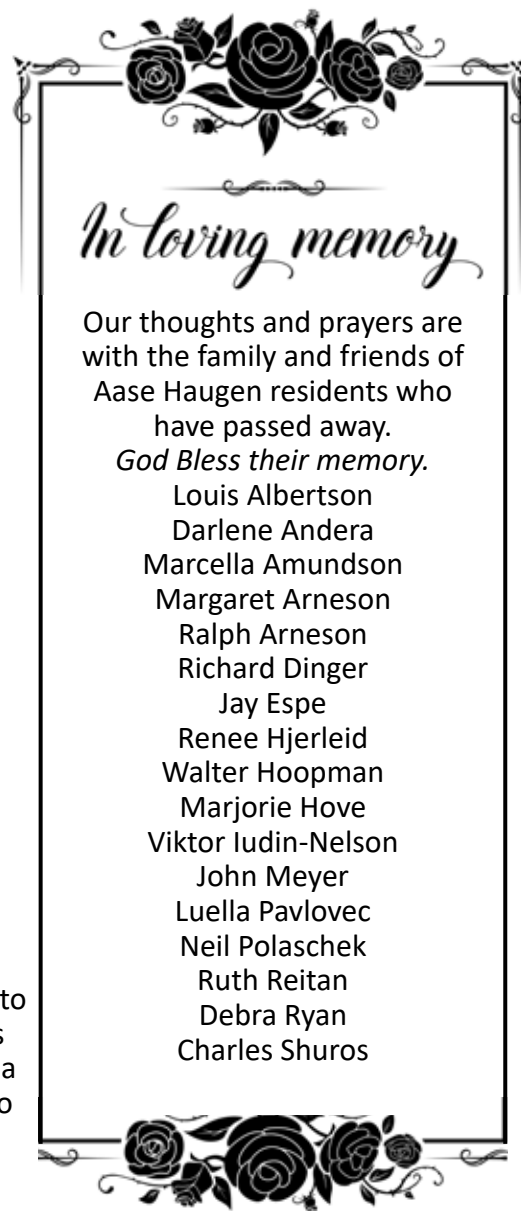 In loving memory
Our thoughts and prayers are
with the family and friends of
Aase Haugen residents who
have passed away.
God Bless their memory.
Louis Albertson
Darlene Andera
Marcella Amundson
Margaret Arneson
Ralph Arneson
Richard Dinger
Jay Espe
Renee Hjerleid
Walter Hoopman
Marjorie Hove
Viktor Iudin-Nelson
John Meyer
Luella Pavlovec
Neil Polaschek
Ruth Reitan
Debra Ryan
Charles Shuros
to
a